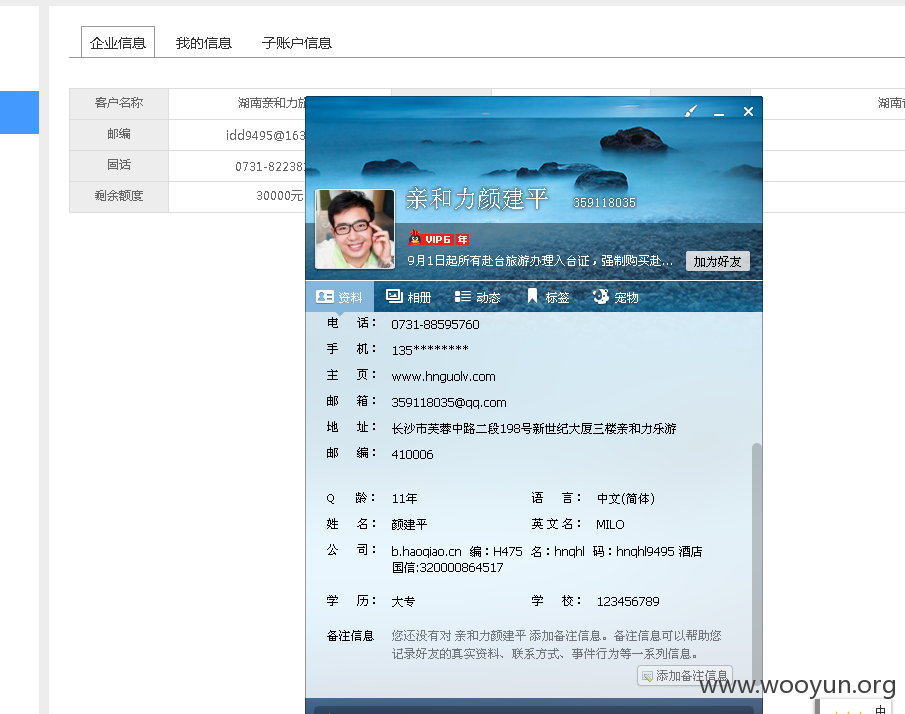 企业信息 我的信息 子账户信息
客户名称 湖南亲和力旅 湖南
邮编 idd9495@163
固话 0731-82238
剩余额度 30000元
亲和力颜建平 359118035
VIP6 年
9月1日起所有赴台旅游办理入台证，强制购买赴... 加为好友
资料 相册 动态 标签 宠物
电 话： 0731-88595760
手 机： 135********
主 页： www.hnguolv.com
邮 箱： 359118035@qq.com
地 址： 长沙市芙蓉中路二段198号新世纪大厦三楼亲和力乐游
邮 编： 410006
Q 龄： 11年 语 言： 中文(简体)
姓 名： 颜建平 英文名： MILO
公 司： b.haoqiao.cn 编：H475 名：hnqhl 码：hnqhl9495 酒店
国信:320000864517
学 历： 大专 学 校： 123456789
备注信息 您还没有对 亲和力颜建平 添加备注信息。备注信息可以帮助您
记录好友的真实资料、联系方式、事件行为等一系列信息。
添加备注信息
www.wooyun.org
中